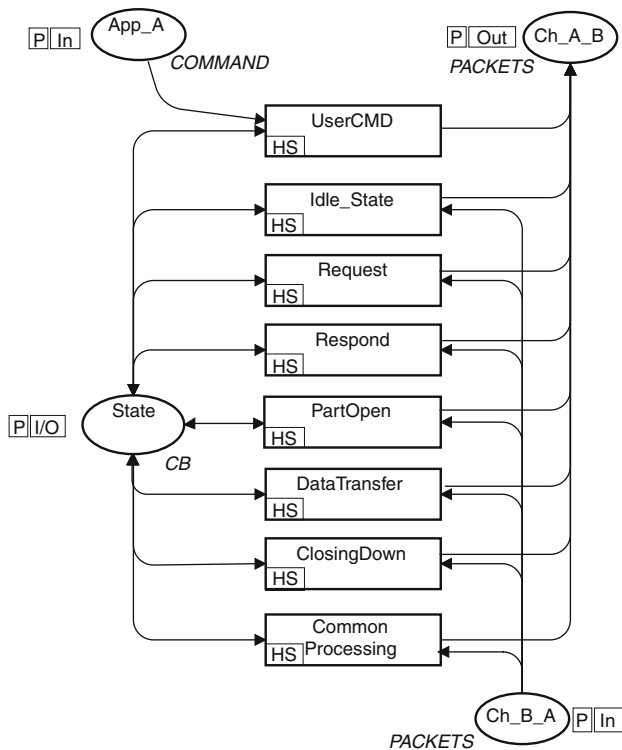 App_A
P In
COMMAND
P Out
Ch_A_B
PACKETS
UserCMD
HS
Idle_State
HS
Request
HS
Respond
HS
State
P I/O
CB
PartOpen
HS
DataTransfer
HS
ClosingDown
HS
Common
Processing
HS
Ch_B_A
P In
PACKETS